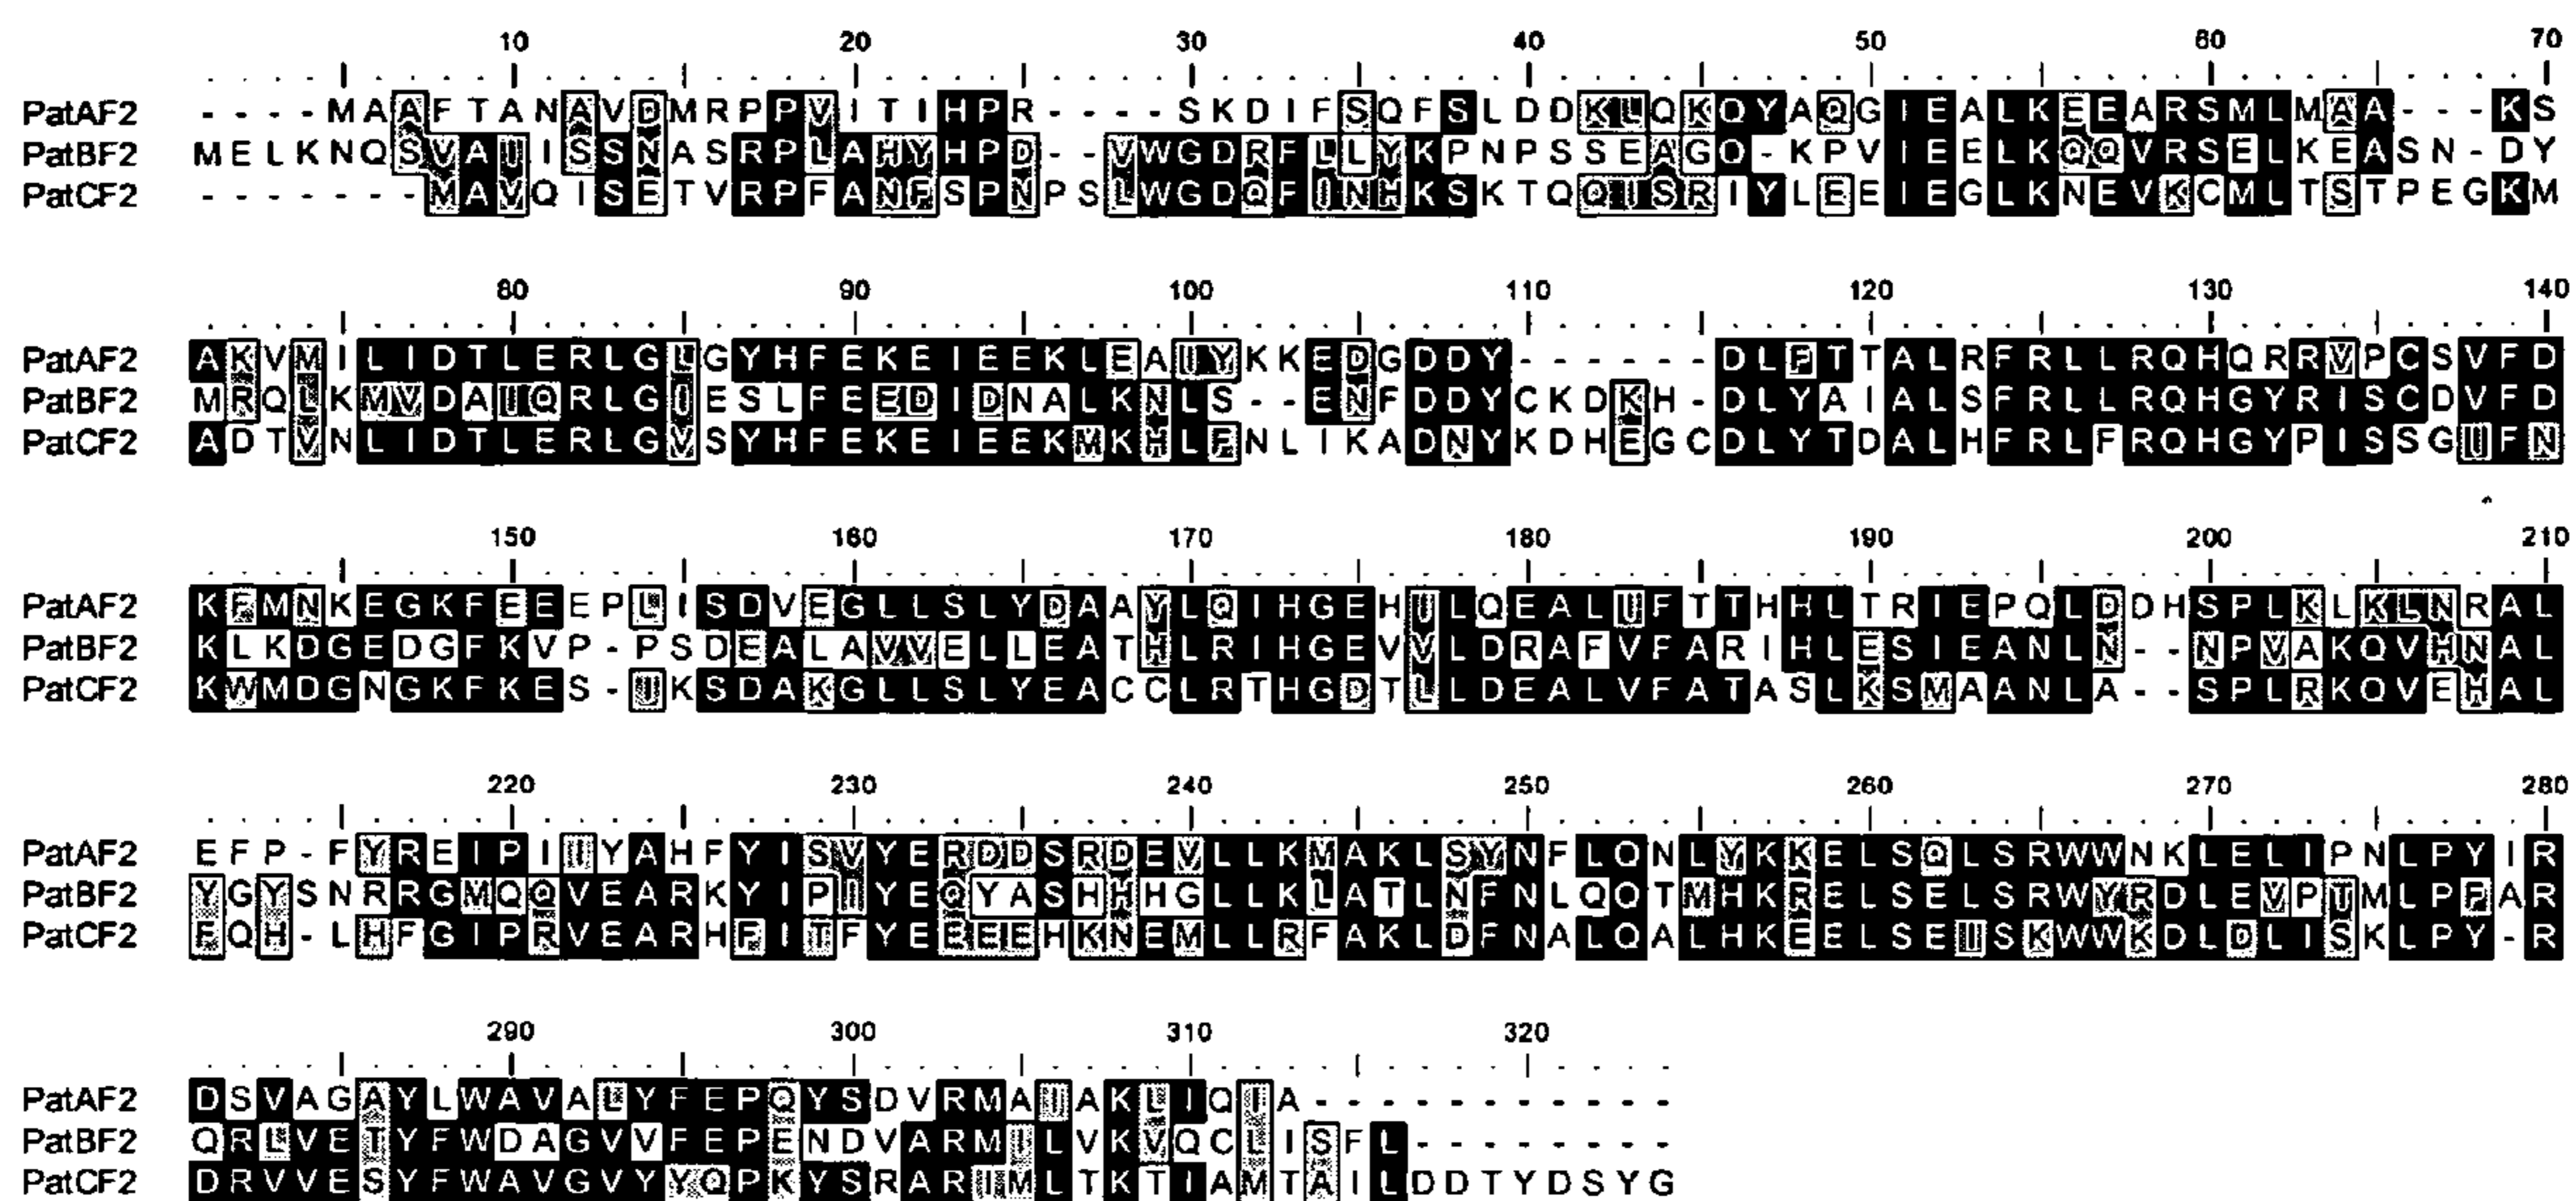 10 20 30 40 50 60 70
PatAF2 ----MAAFTANAVDMRPPVITIHPR----SKDIFSQFSLDDKLQKQYAQGIEALKEEARSMLMAA---KS
PatBF2 MELKNQSVAIISSNASRPLAHYHPD--VWGDRFLLYKPNPSSEAGQ-KPVIEELKQQVRSELKEASN-DY
PatCF2 -------MAVQISETVRPFANFSPNPSLWGDQFINHKSKTQQISRIYLEEIEGLKNEVKCMLTSTPEGKM
80 90 100 110 120 130 140
PatAF2 AKVMILIDTLERLGLGYHFEKEIEEKLEAIYKKEDGDDY------DLFTTALRFRLLRQHQRRVPCSVFD
PatBF2 MRQLKMVDAIQRLGIESLFEEDIDNALKNLS--ENFDDYCKDKH-DLYAIALSFRLLRQHGYRISCDVFD
PatCF2 ADTVNLIDTLERLGVSYHFEKEIEEKMKHLFNLIKADNYKDHEGCDLYTDALHFRLFRQHGYPISSGIFN
150 160 170 180 190 200 210
PatAF2 KFMNKEGKFEEEPLISDVEGLLSLYDAAYLQIHGEHILQEALIFTTHHLTRIEPQLDDHSPLKLKLNRAL
PatBF2 KLKDGEDGFKVP-PSDEALAVVELLEATHLRIHGEVVLDRAFVFARIHLESIEANLN--NPVAKQVHNAL
PatCF2 KWMDGNGKFKES-IKSDAKGLLSLYEACCLRTHGDTLLDEALVFATASLKSMAANLA--SPLRKQVEHAL
220 230 240 250 260 270 280
PatAF2 EFP-FYREIPIIYAHFYISVYERDDSRDEVLLKMAKLSYNFLQNLYKKELSQLSRWWNKLELIPNLPYIR
PatBF2 YGYSNRRGMQQVEARKYIPIYEQYASHHHGLLKLATLNFNLQQTMHKRELSELSRWYRDLEVPTMLPFAR
PatCF2 FQH-LHFGIPRVEARHFITFYEEEEHKNEMLLRFAKLDFNALQALHKEELSEISKWWKDLDLISKLPY-R
290 300 310 320
PatAF2 DSVAGAYLWAVALYFEPQYSDVRMAIAKLIQIA-----------
PatBF2 QRLVETYFWDAGVVFEPENDVARMILVKVQCLISFL--------
PatCF2 DRVVESYFWAVGVYYQPKYSRARIMLTKTIAMTAILDDTYDSYG